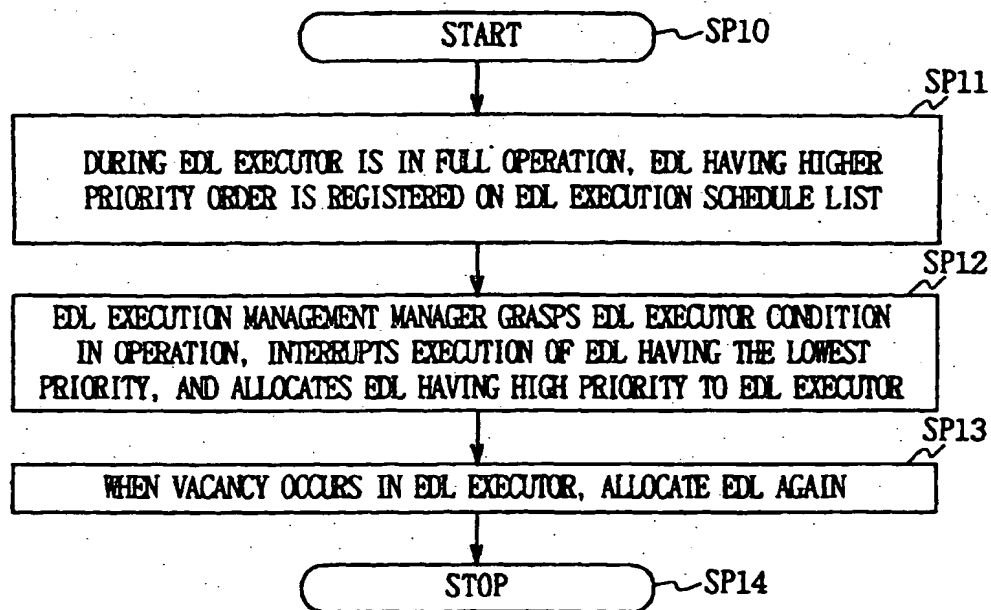 START
SP10
SP11
DURING EDL EXECUTOR IS IN FULL OPERATION, EDL HAVING HIGHER
PRIORITY ORDER IS REGISTERED ON EDL EXECUTION SCHEDULE LIST
SP12
EDL EXECUTION MANAGEMENT MANAGER GRASPS EDL EXECUTOR CONDITION
IN OPERATION, INTERRUPTS EXECUTION OF EDL HAVING THE LOWEST
PRIORITY, AND ALLOCATES EDL HAVING HIGH PRIORITY TO EDL EXECUTOR
SP13
WHEN VACANCY OCCURS IN EDL EXECUTOR, ALLOCATE EDL AGAIN
STOP
SP14